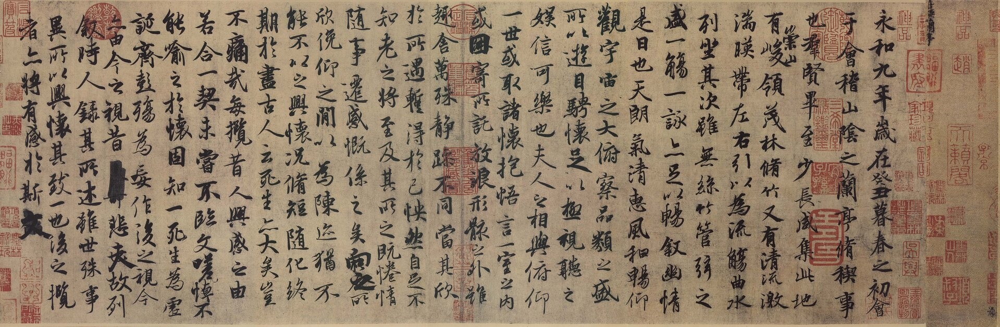 永和九年歲在癸丑暮春之初會
于會稽山陰之蘭亭脩稧事
也羣賢畢至少長咸集此地
有崇山峻領茂林脩竹又有清流激
湍暎帶左右引以為流觴曲水
列坐其次雖無絲竹管弦之
盛一觴一詠亦足以暢叙幽情
是日也天朗氣清惠風和暢仰
觀宇宙之大俯察品類之盛
所以遊目騁懷足以極視聽之
娛信可樂也夫人之相與俯仰
一世或取諸懷抱悟言一室之內
或因寄所託放浪形骸之外雖
趣舍萬殊静躁不同當其欣
於所遇暫得於己怏然自足不
知老之將至及其所之既惓情
隨事遷感慨係之矣向之所
欣俛仰之閒以為陳迹猶不
能不以之興懷況脩短隨化終
期於盡古人云死生亦大矣豈
不痛哉每攬昔人興感之由
若合一契未嘗不臨文嗟悼不
能喻之於懷固知一死生為虛
誕齊彭殤為妄作後之視今
亦由今之視昔悲夫故列
叙時人錄其所述雖世殊事
異所以興懷其致一也後之攬
者亦將有感於斯文